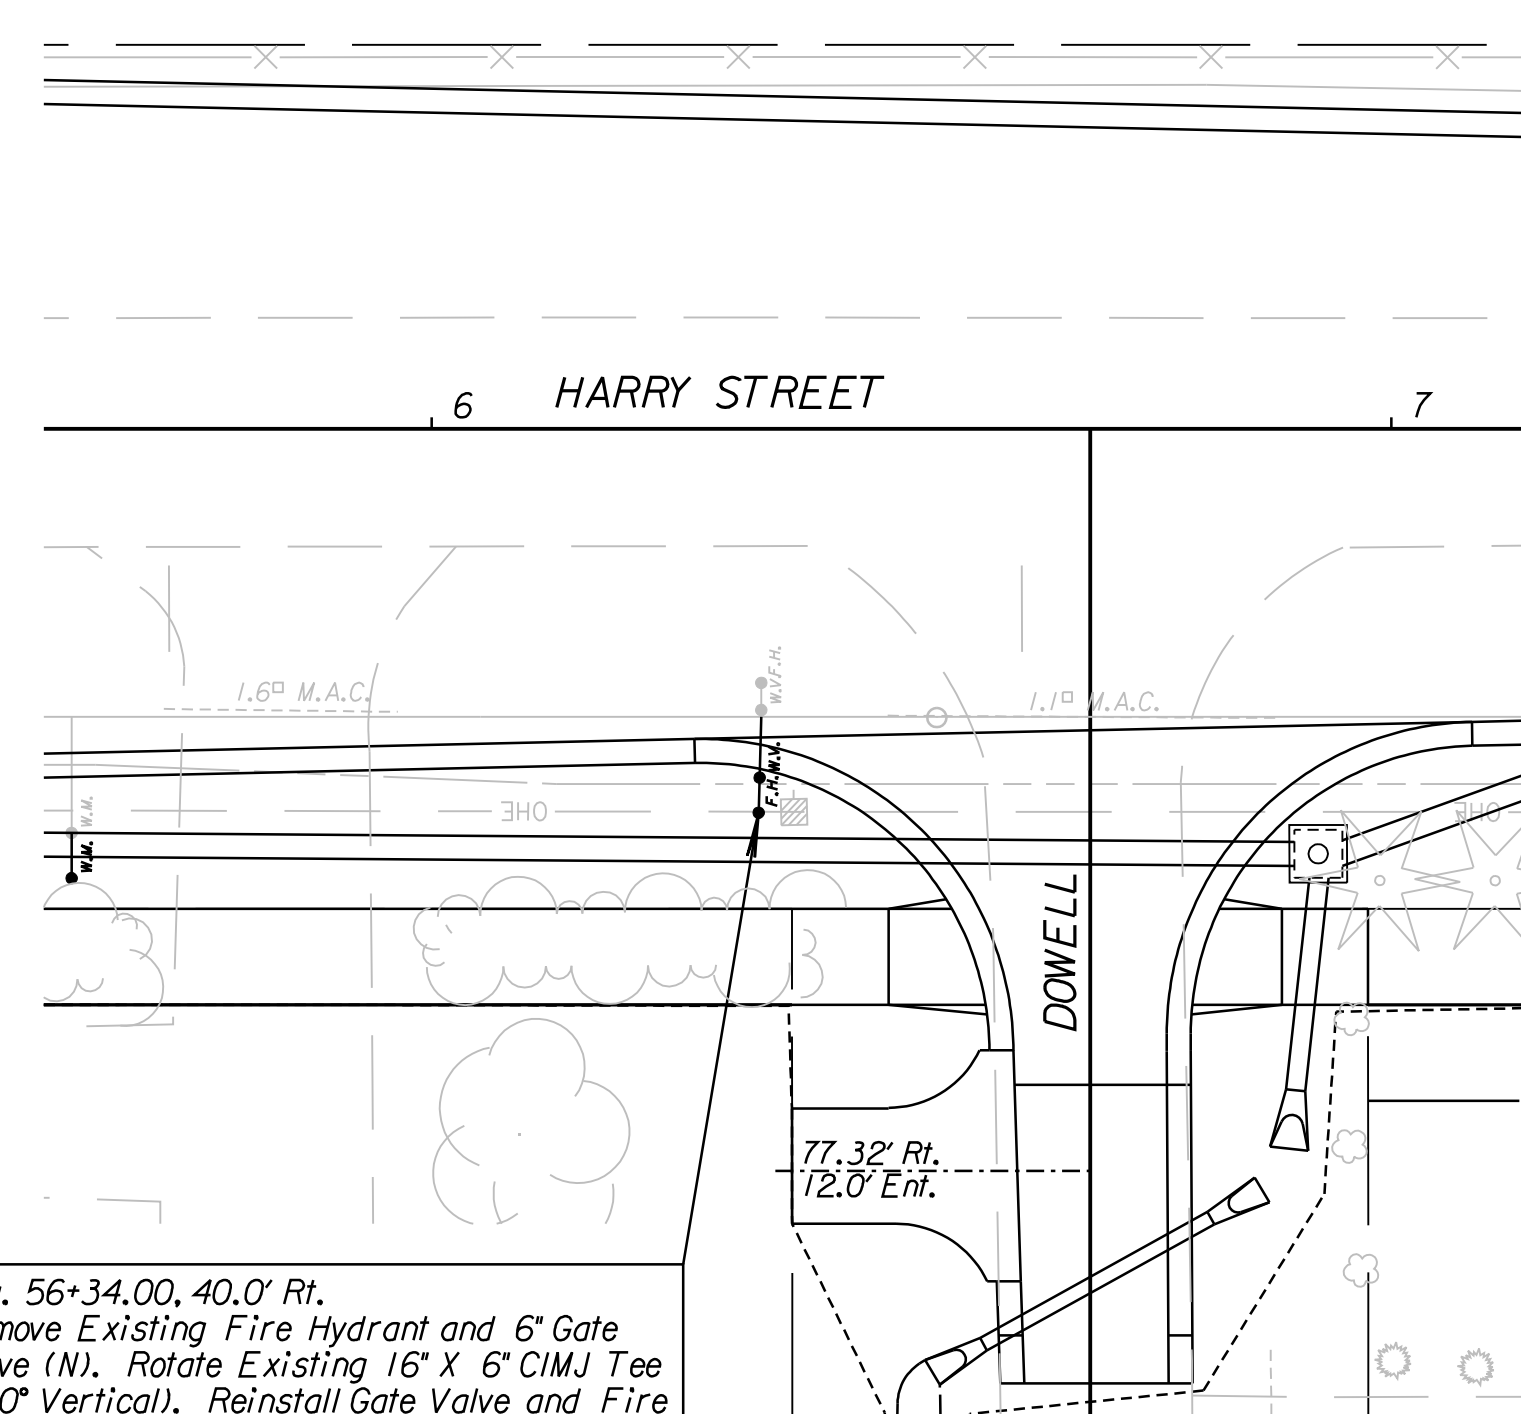 HARRY STREET
6
7
1.6" M.A.C.
W.V.F.H.
1.1" M.A.C.
F.H.W.V.
W.M.
W.M.
OHE
OHE
DOWELL
77.32' Rt.
12.0' Ent.
. 56+34.00, 40.0' Rt.
move Existing Fire Hydrant and 6" Gate
ve (N). Rotate Existing 16" X 6" CIMJ Tee
0° Vertical). Reinstall Gate Valve and Fire